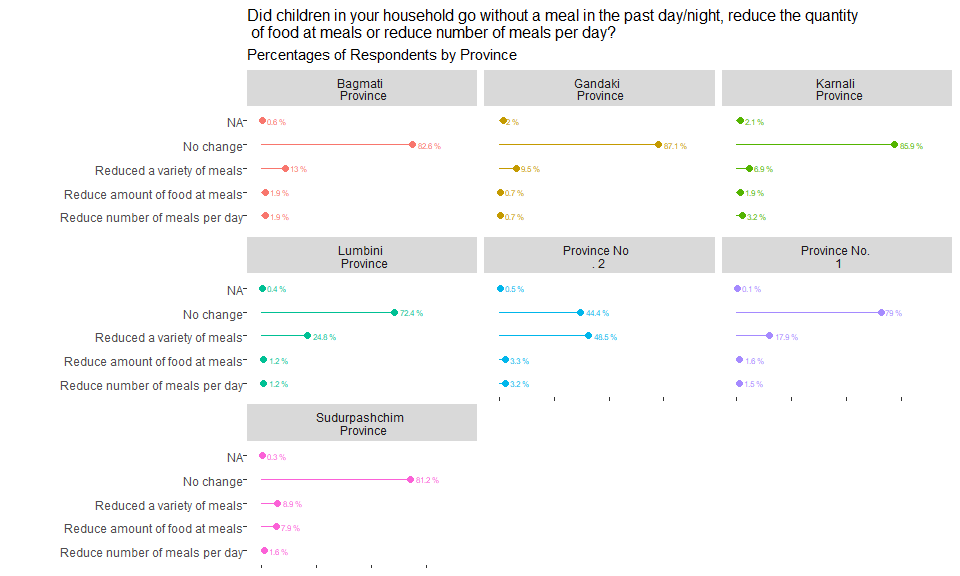 Did children in your household go without a meal in the past day/night, reduce the quantity
of food at meals or reduce number of meals per day?
Percentages of Respondents by Province
Bagmati
Province
Gandaki
Province
Karnali
Province
NA
0.6 %
2 %
2.1 %
No change
82.6 %
87.1 %
85.9 %
Reduced a variety of meals
13 %
9.5 %
6.9 %
Reduce amount of food at meals
1.9 %
0.7 %
1.9 %
Reduce number of meals per day
1.9 %
0.7 %
3.2 %
Lumbini
Province
Province No
. 2
Province No.
1
NA
0.4 %
0.5 %
0.1 %
No change
72.4 %
44.4 %
79 %
Reduced a variety of meals
24.8 %
48.5 %
17.9 %
Reduce amount of food at meals
1.2 %
3.3 %
1.6 %
Reduce number of meals per day
1.2 %
3.2 %
1.5 %
Sudurpashchim
Province
NA
0.3 %
No change
81.2 %
Reduced a variety of meals
8.9 %
Reduce amount of food at meals
7.9 %
Reduce number of meals per day
1.6 %